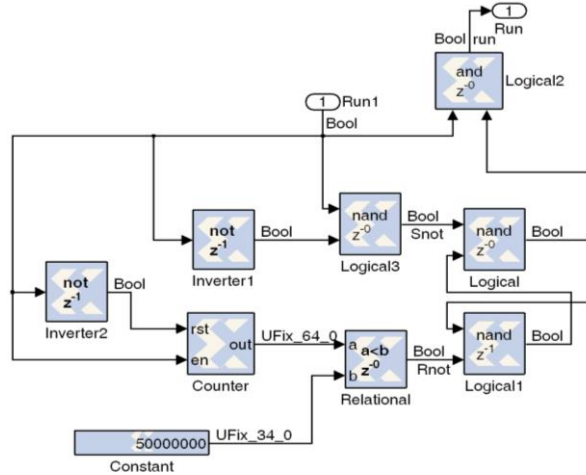 1
Run
Bool run
and
z-0
Logical2
1
Run1
Bool
not
z-1
Bool
Inverter1
nand
z-0
Logical3
Bool
Snot
nand
z-0
Bool
Logical
not
z-1
Bool
Inverter2
rst
en
out
Counter
UFix_64_0
a
b
a<b
z-0
Relational
Bool
Rnot
nand
z-1
Bool
Logical1
50000000
UFix_34_0
Constant